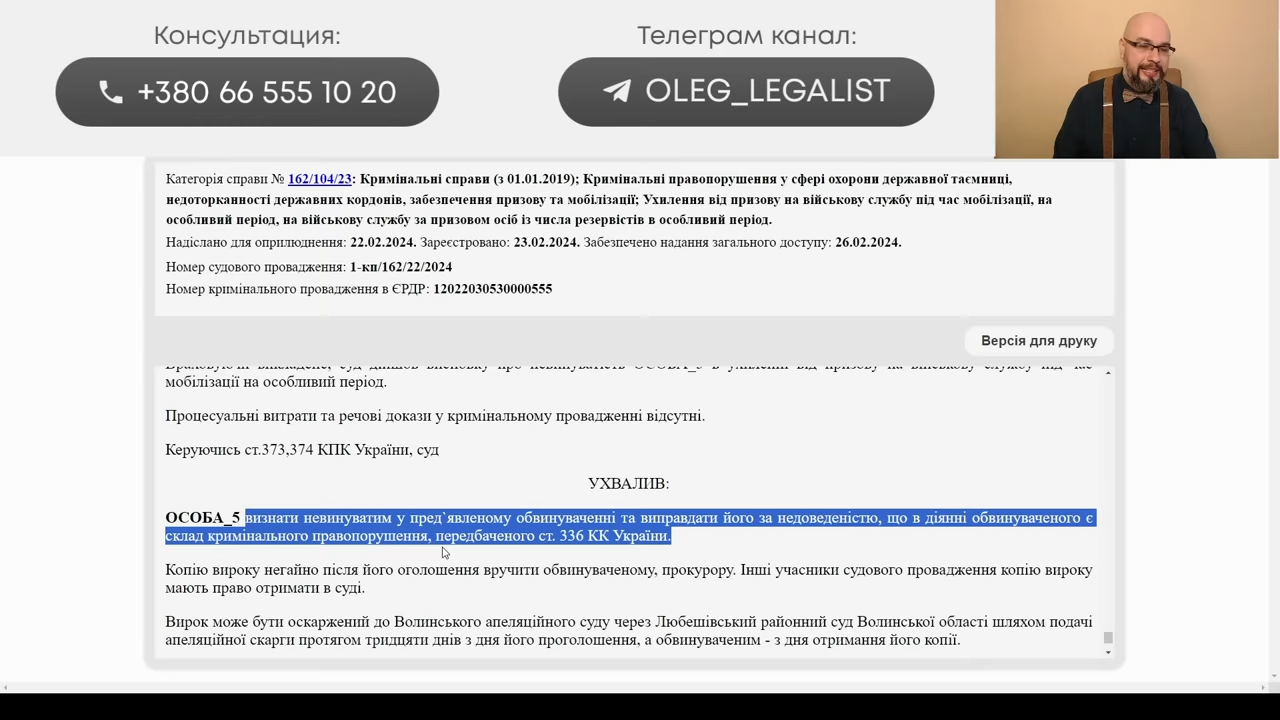 Консультация:
Телеграм канал:
+380 66 555 10 20
OLEG_LEGALIST
Категорія справи № 162/104/23: Кримінальні справи (з 01.01.2019); Кримінальні правопорушення у сфері охорони державної таємниці,
недоторканності державних кордонів, забезпечення призову та мобілізації; Ухилення від призову на військову службу під час мобілізації, на
особливий період, на військову службу за призовом осіб із числа резервістів в особливий період.
Надіслано для оприлюднення: 22.02.2024. Зареєстровано: 23.02.2024. Забезпечено надання загального доступу: 26.02.2024.
Номер судового провадження: 1-кп/162/22/2024
Номер кримінального провадження в ЄРДР: 12022030530000555
Версія для друку
мобілізації на особливий період.
Процесуальні витрати та речові докази у кримінальному провадженні відсутні.
Керуючись ст.373,374 КПК України, суд
УХВАЛИВ:
ОСОБА_5 визнати невинуватим у пред`явленому обвинуваченні та виправдати його за недоведеністю, що в діянні обвинуваченого є
склад кримінального правопорушення, передбаченого ст. 336 КК України.
Копію вироку негайно після його оголошення вручити обвинуваченому, прокурору. Інші учасники судового провадження копію вироку
мають право отримати в суді.
Вирок може бути оскаржений до Волинського апеляційного суду через Любешівський районний суд Волинської області шляхом подачі
апеляційної скарги протягом тридцяти днів з дня його проголошення, а обвинуваченим - з дня отримання його копії.